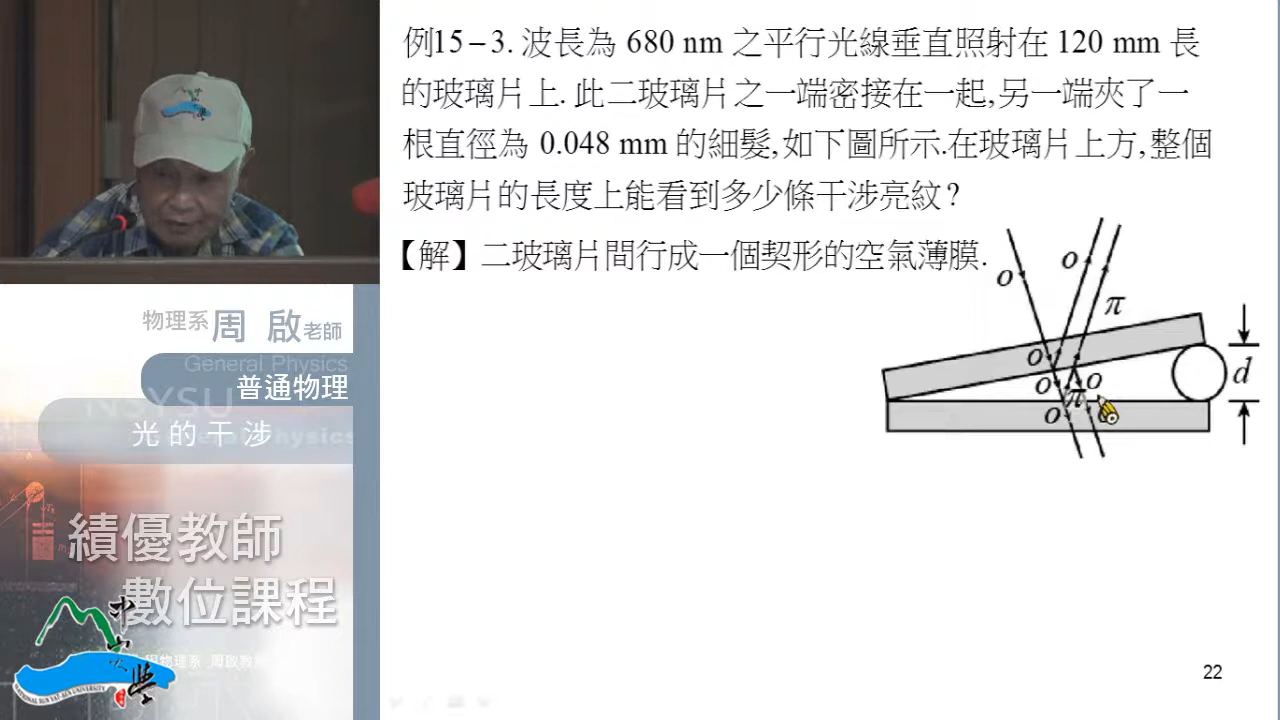 例15−3. 波長為 680 nm 之平行光線垂直照射在 120 mm 長
的玻璃片上. 此二玻璃片之一端密接在一起,另一端夾了一
根直徑為 0.048 mm 的細髮,如下圖所示.在玻璃片上方,整個
玻璃片的長度上能看到多少條干涉亮紋?
【解】二玻璃片間行成一個契形的空氣薄膜.
o
o
π
o
o
o
π
o
d
物理系 周 啟 老師
General Physics
普通物理
NSYSU
光的干涉
績優教師
數位課程
22